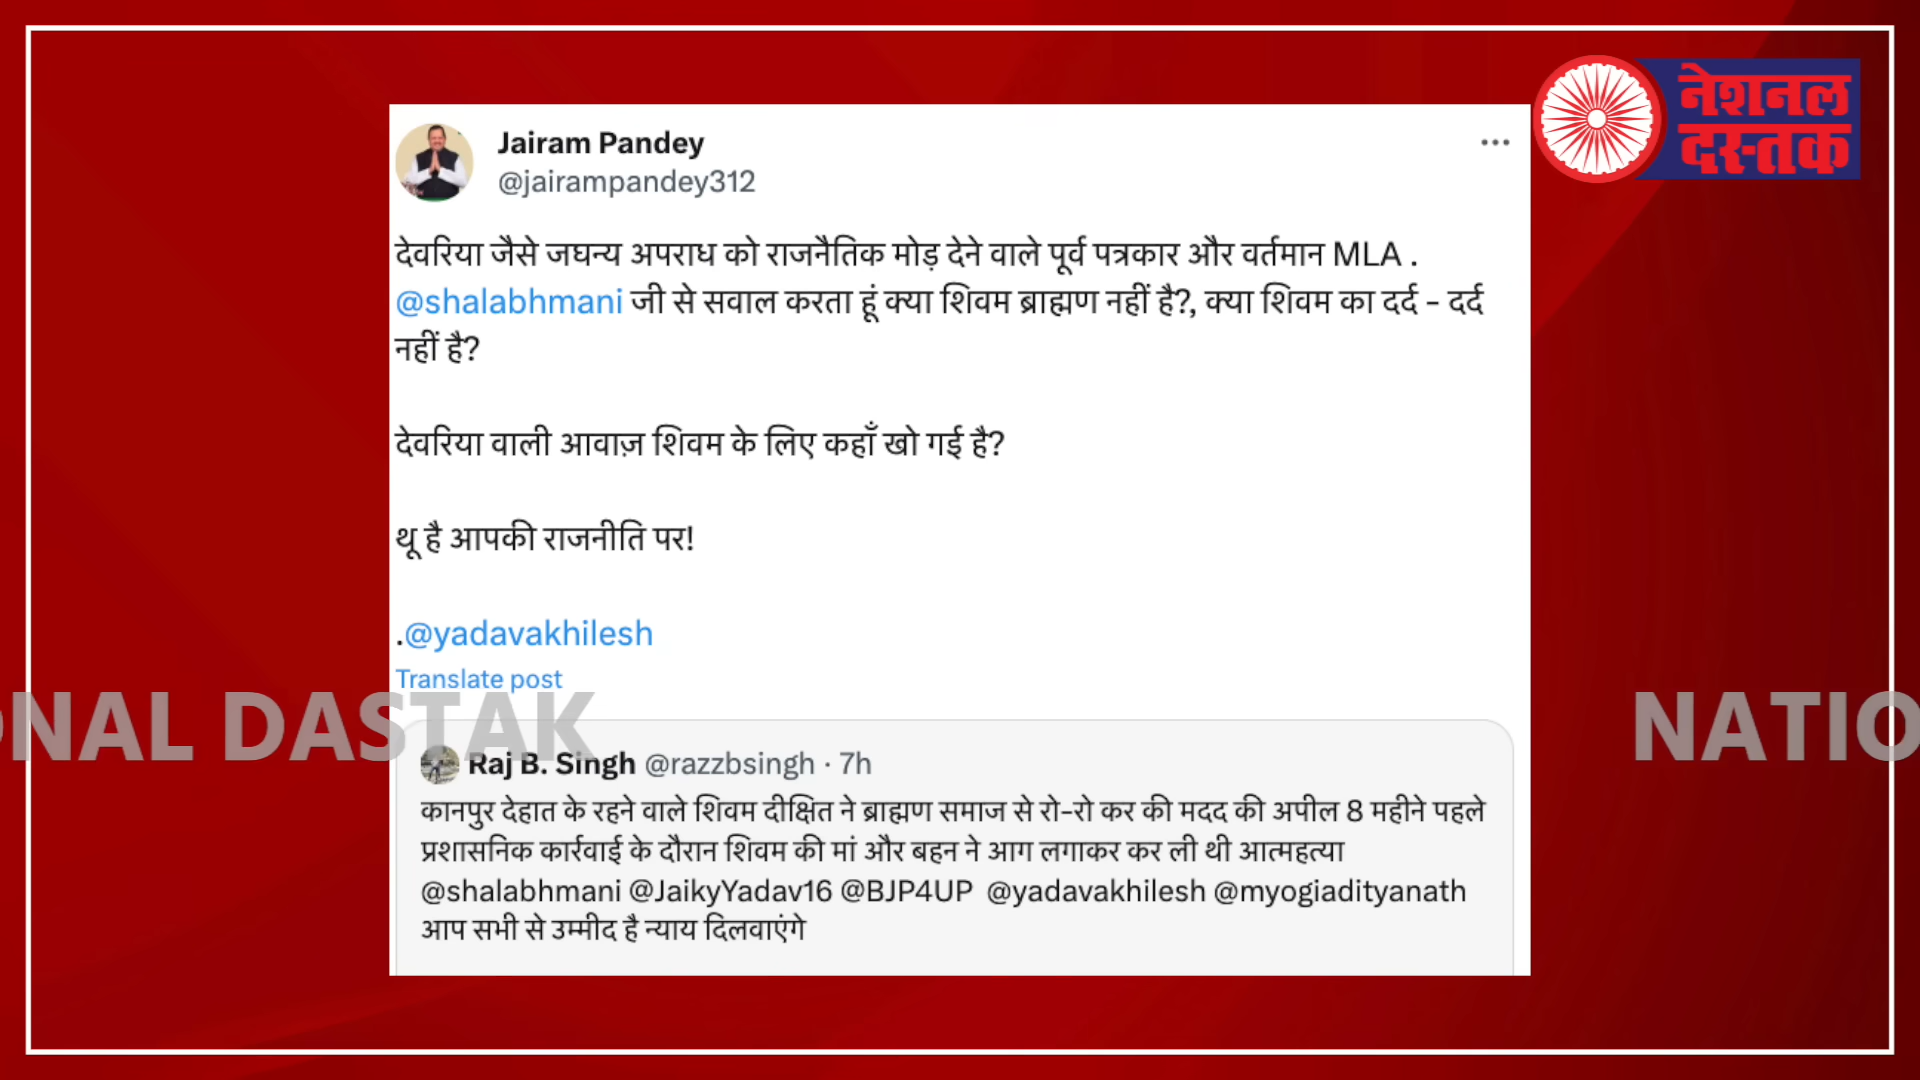 नेशनल
दस्तक
Jairam Pandey
@jairampandey312
देवरिया जैसे जघन्य अपराध को राजनैतिक मोड़ देने वाले पूर्व पत्रकार और वर्तमान MLA .
@shalabhmani जी से सवाल करता हूं क्या शिवम ब्राह्मण नहीं है?, क्या शिवम का दर्द - दर्द
नहीं है?
देवरिया वाली आवाज़ शिवम के लिए कहाँ खो गई है?
थू है आपकी राजनीति पर!
.@yadavakhilesh
Translate post
ONAL DASTAK
NATIO
Raj B. Singh @razzbsingh · 7h
कानपुर देहात के रहने वाले शिवम दीक्षित ने ब्राह्मण समाज से रो-रो कर की मदद की अपील 8 महीने पहले
प्रशासनिक कार्रवाई के दौरान शिवम की मां और बहन ने आग लगाकर कर ली थी आत्महत्या
@shalabhmani @JaikyYadav16 @BJP4UP @yadavakhilesh @myogiadityanath
आप सभी से उम्मीद है न्याय दिलवाएंगे